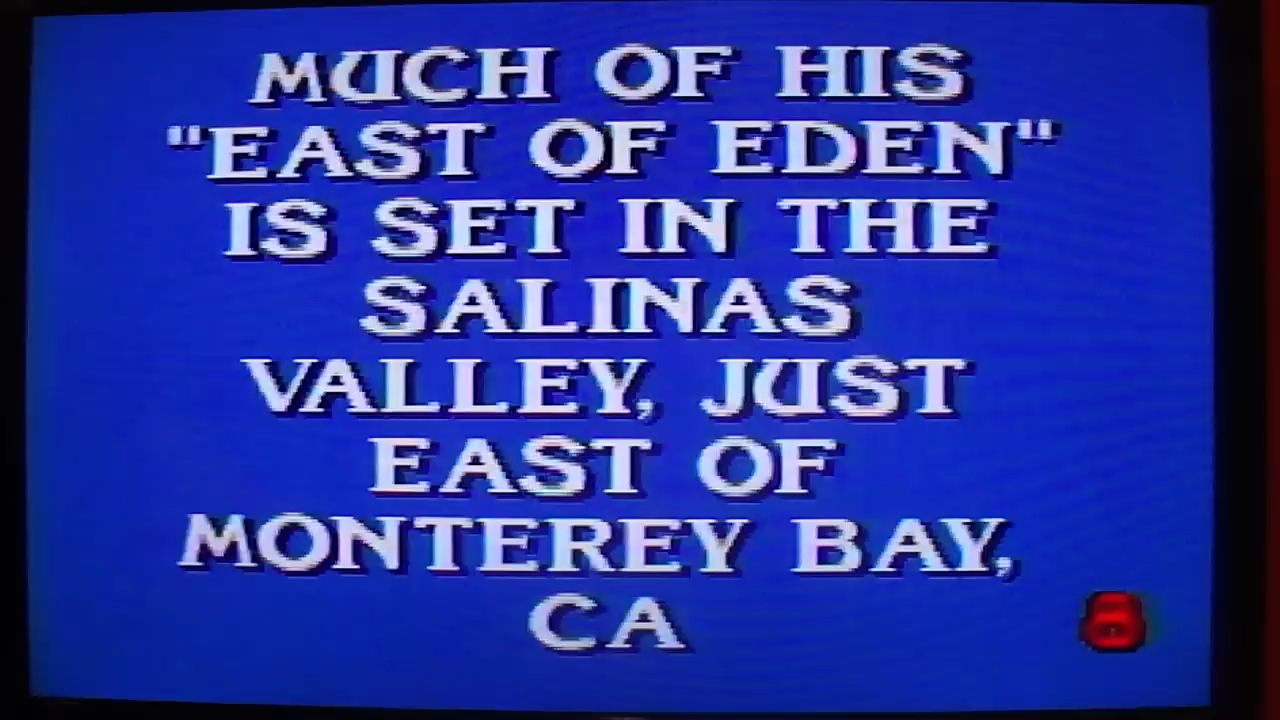 MUCH OF HIS
"EAST OF EDEN"
IS SET IN THE
SALINAS
VALLEY, JUST
EAST OF
MONTEREY BAY,
CA
8